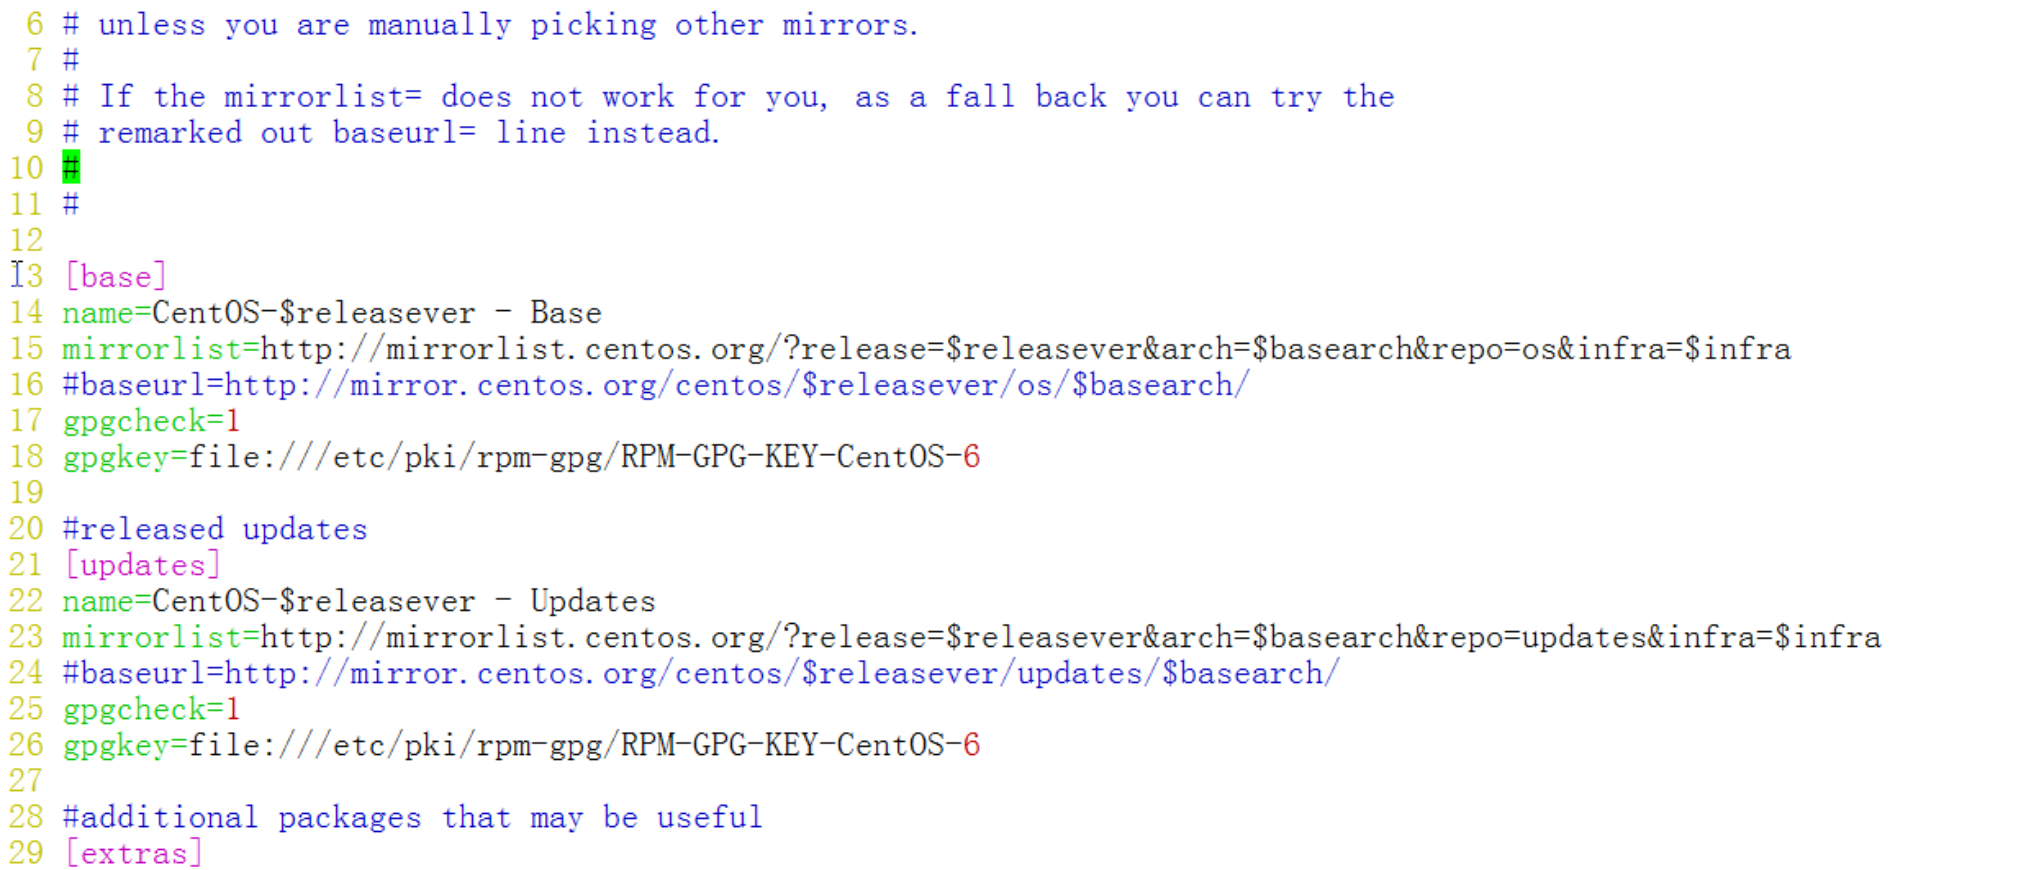 6 # unless you are manually picking other mirrors.
7 #
8 # If the mirrorlist= does not work for you, as a fall back you can try the
9 # remarked out baseurl= line instead.
10 #
11 #
12
13 [base]
14 name=CentOS-$releasever - Base
15 mirrorlist=http://mirrorlist.centos.org/?release=$releasever&arch=$basearch&repo=os&infra=$infra
16 #baseurl=http://mirror.centos.org/centos/$releasever/os/$basearch/
17 gpgcheck=1
18 gpgkey=file:///etc/pki/rpm-gpg/RPM-GPG-KEY-CentOS-6
19
20 #released updates
21 [updates]
22 name=CentOS-$releasever - Updates
23 mirrorlist=http://mirrorlist.centos.org/?release=$releasever&arch=$basearch&repo=updates&infra=$infra
24 #baseurl=http://mirror.centos.org/centos/$releasever/updates/$basearch/
25 gpgcheck=1
26 gpgkey=file:///etc/pki/rpm-gpg/RPM-GPG-KEY-CentOS-6
27
28 #additional packages that may be useful
29 [extras]